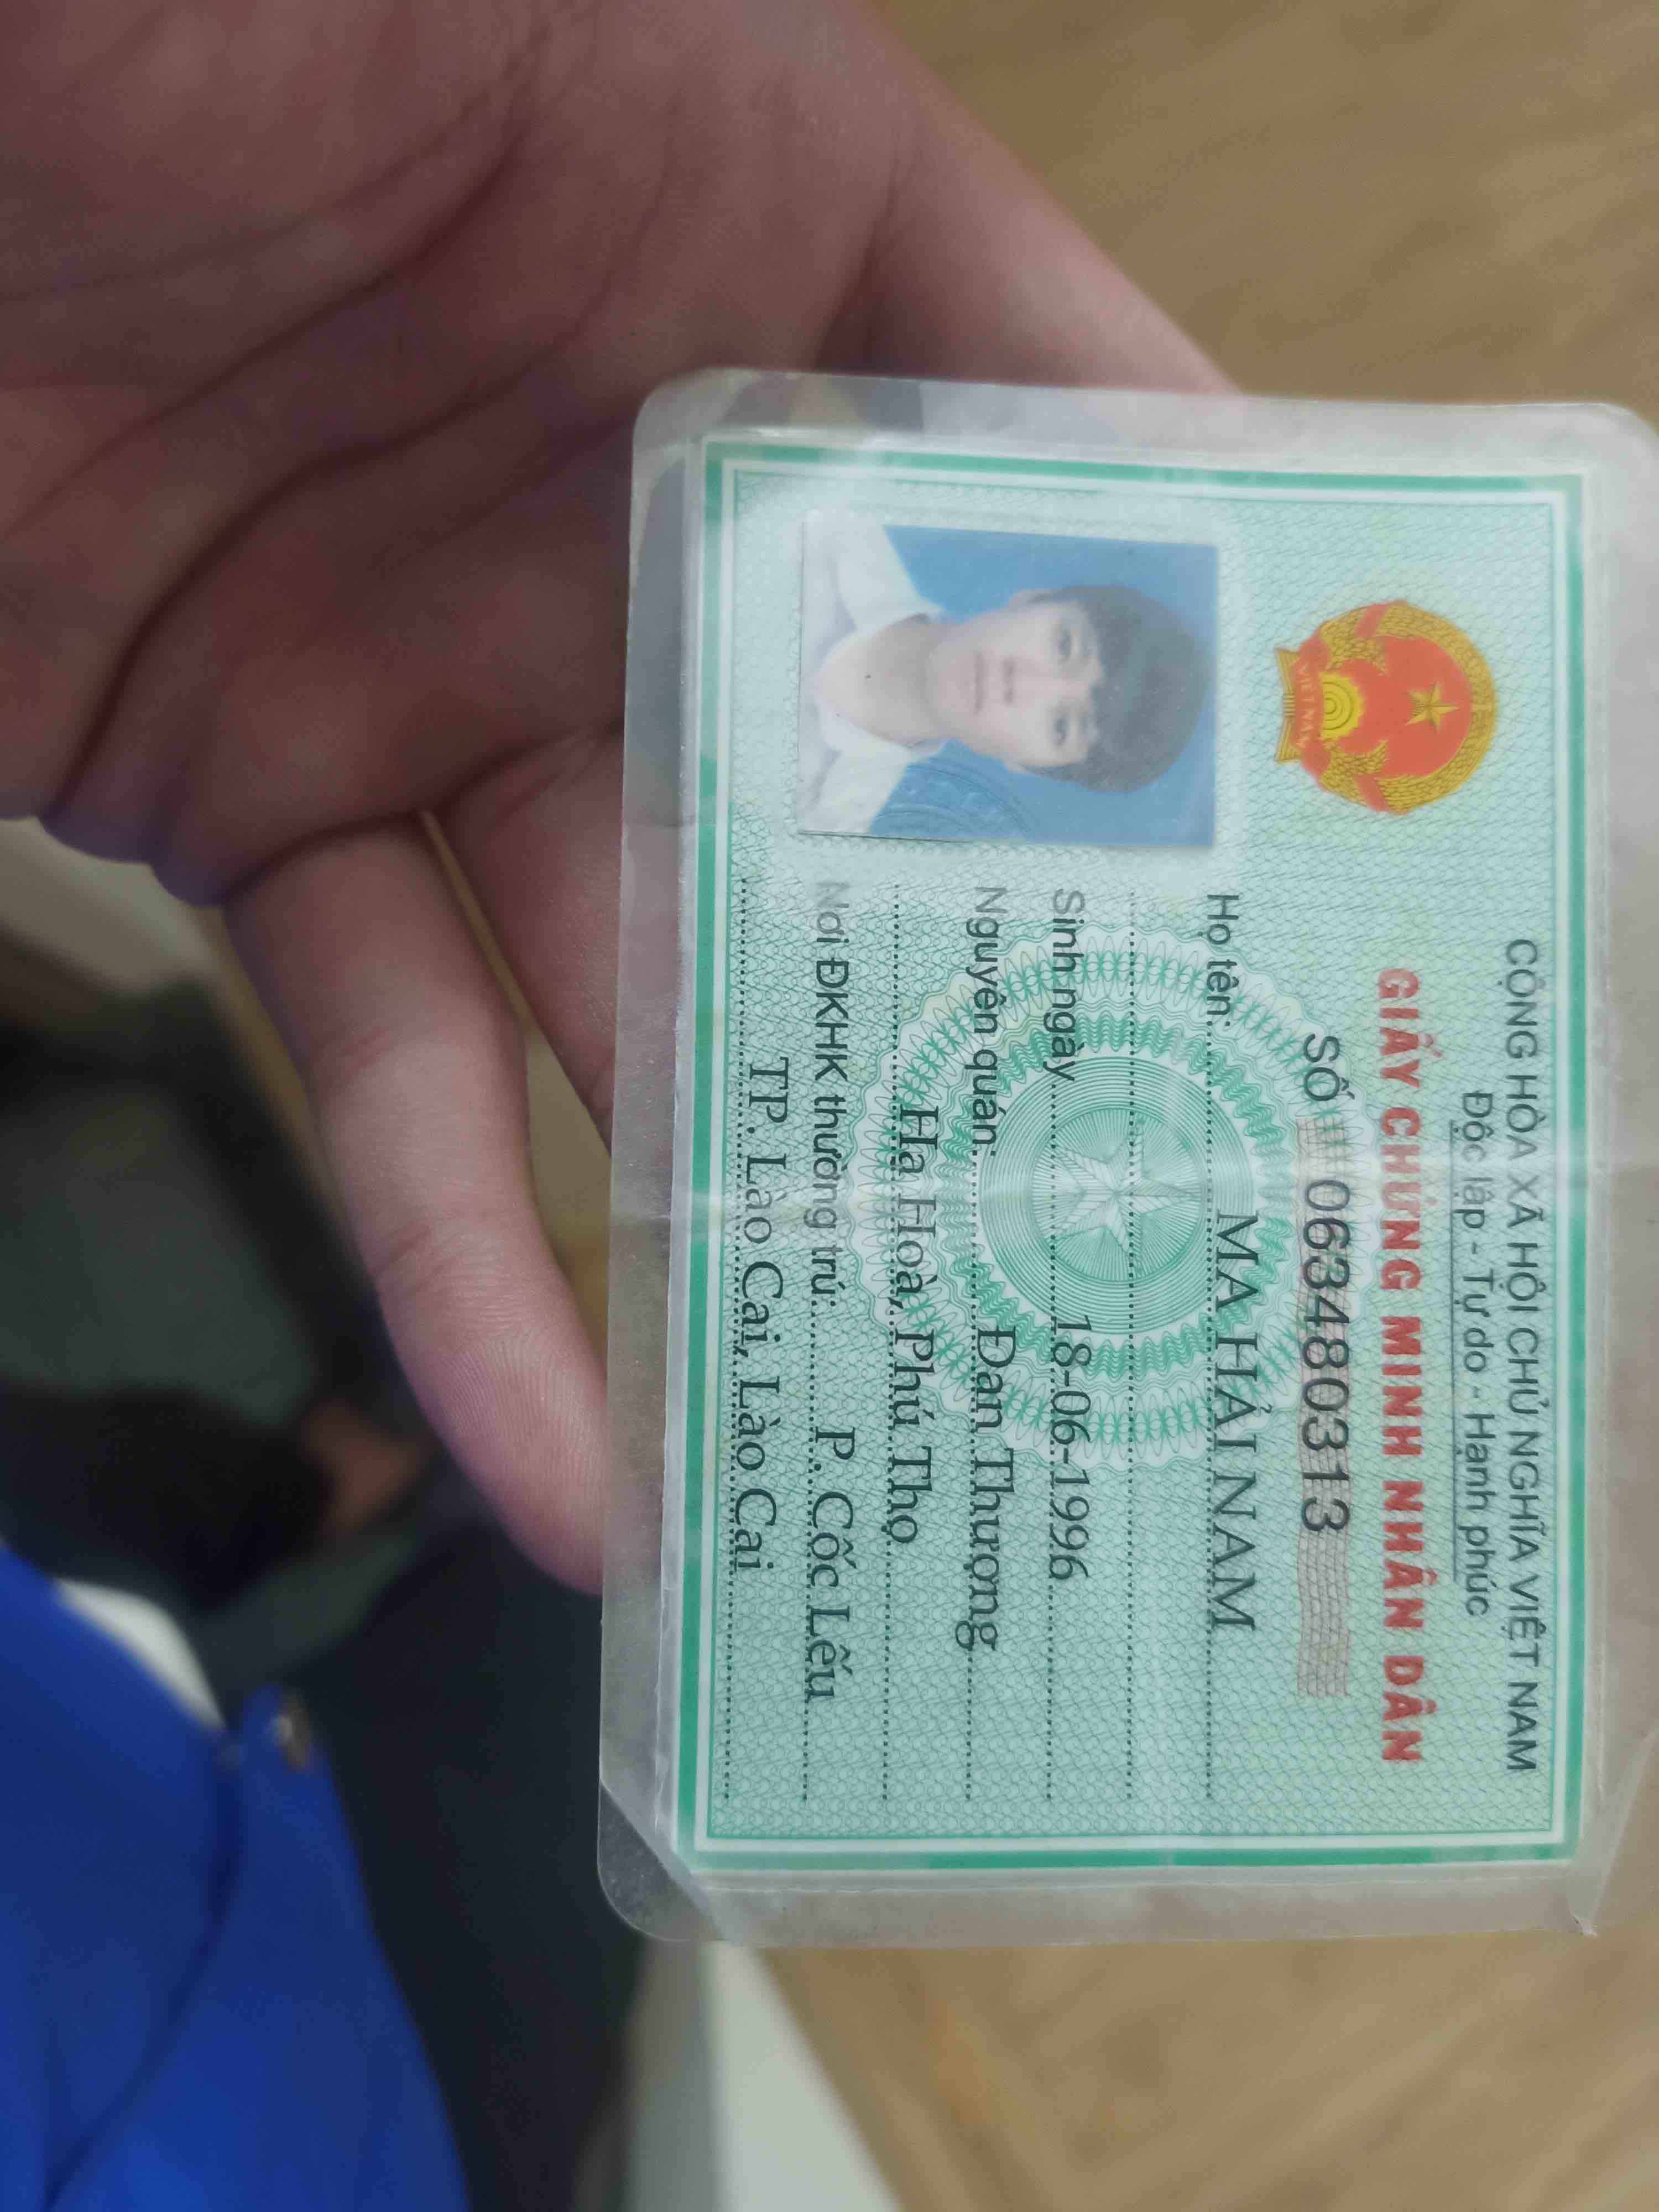 CỘNG HÒA XÃ HỘI CHỦ NGHĨA VIỆT NAM
Độc lập - Tự do - Hạnh phúc
GIẤY CHỨNG MINH NHÂN DÂN
SỐ 063480313
Họ tên: MA HẢI NAM
Sinh ngày 18-06-1996
Nguyên quán: Đan Thượng
Hạ Hoà, Phú Thọ
Nơi ĐKHK thường trú: P. Cốc Lếu
TP. Lào Cai, Lào Cai
VIỆT NAM